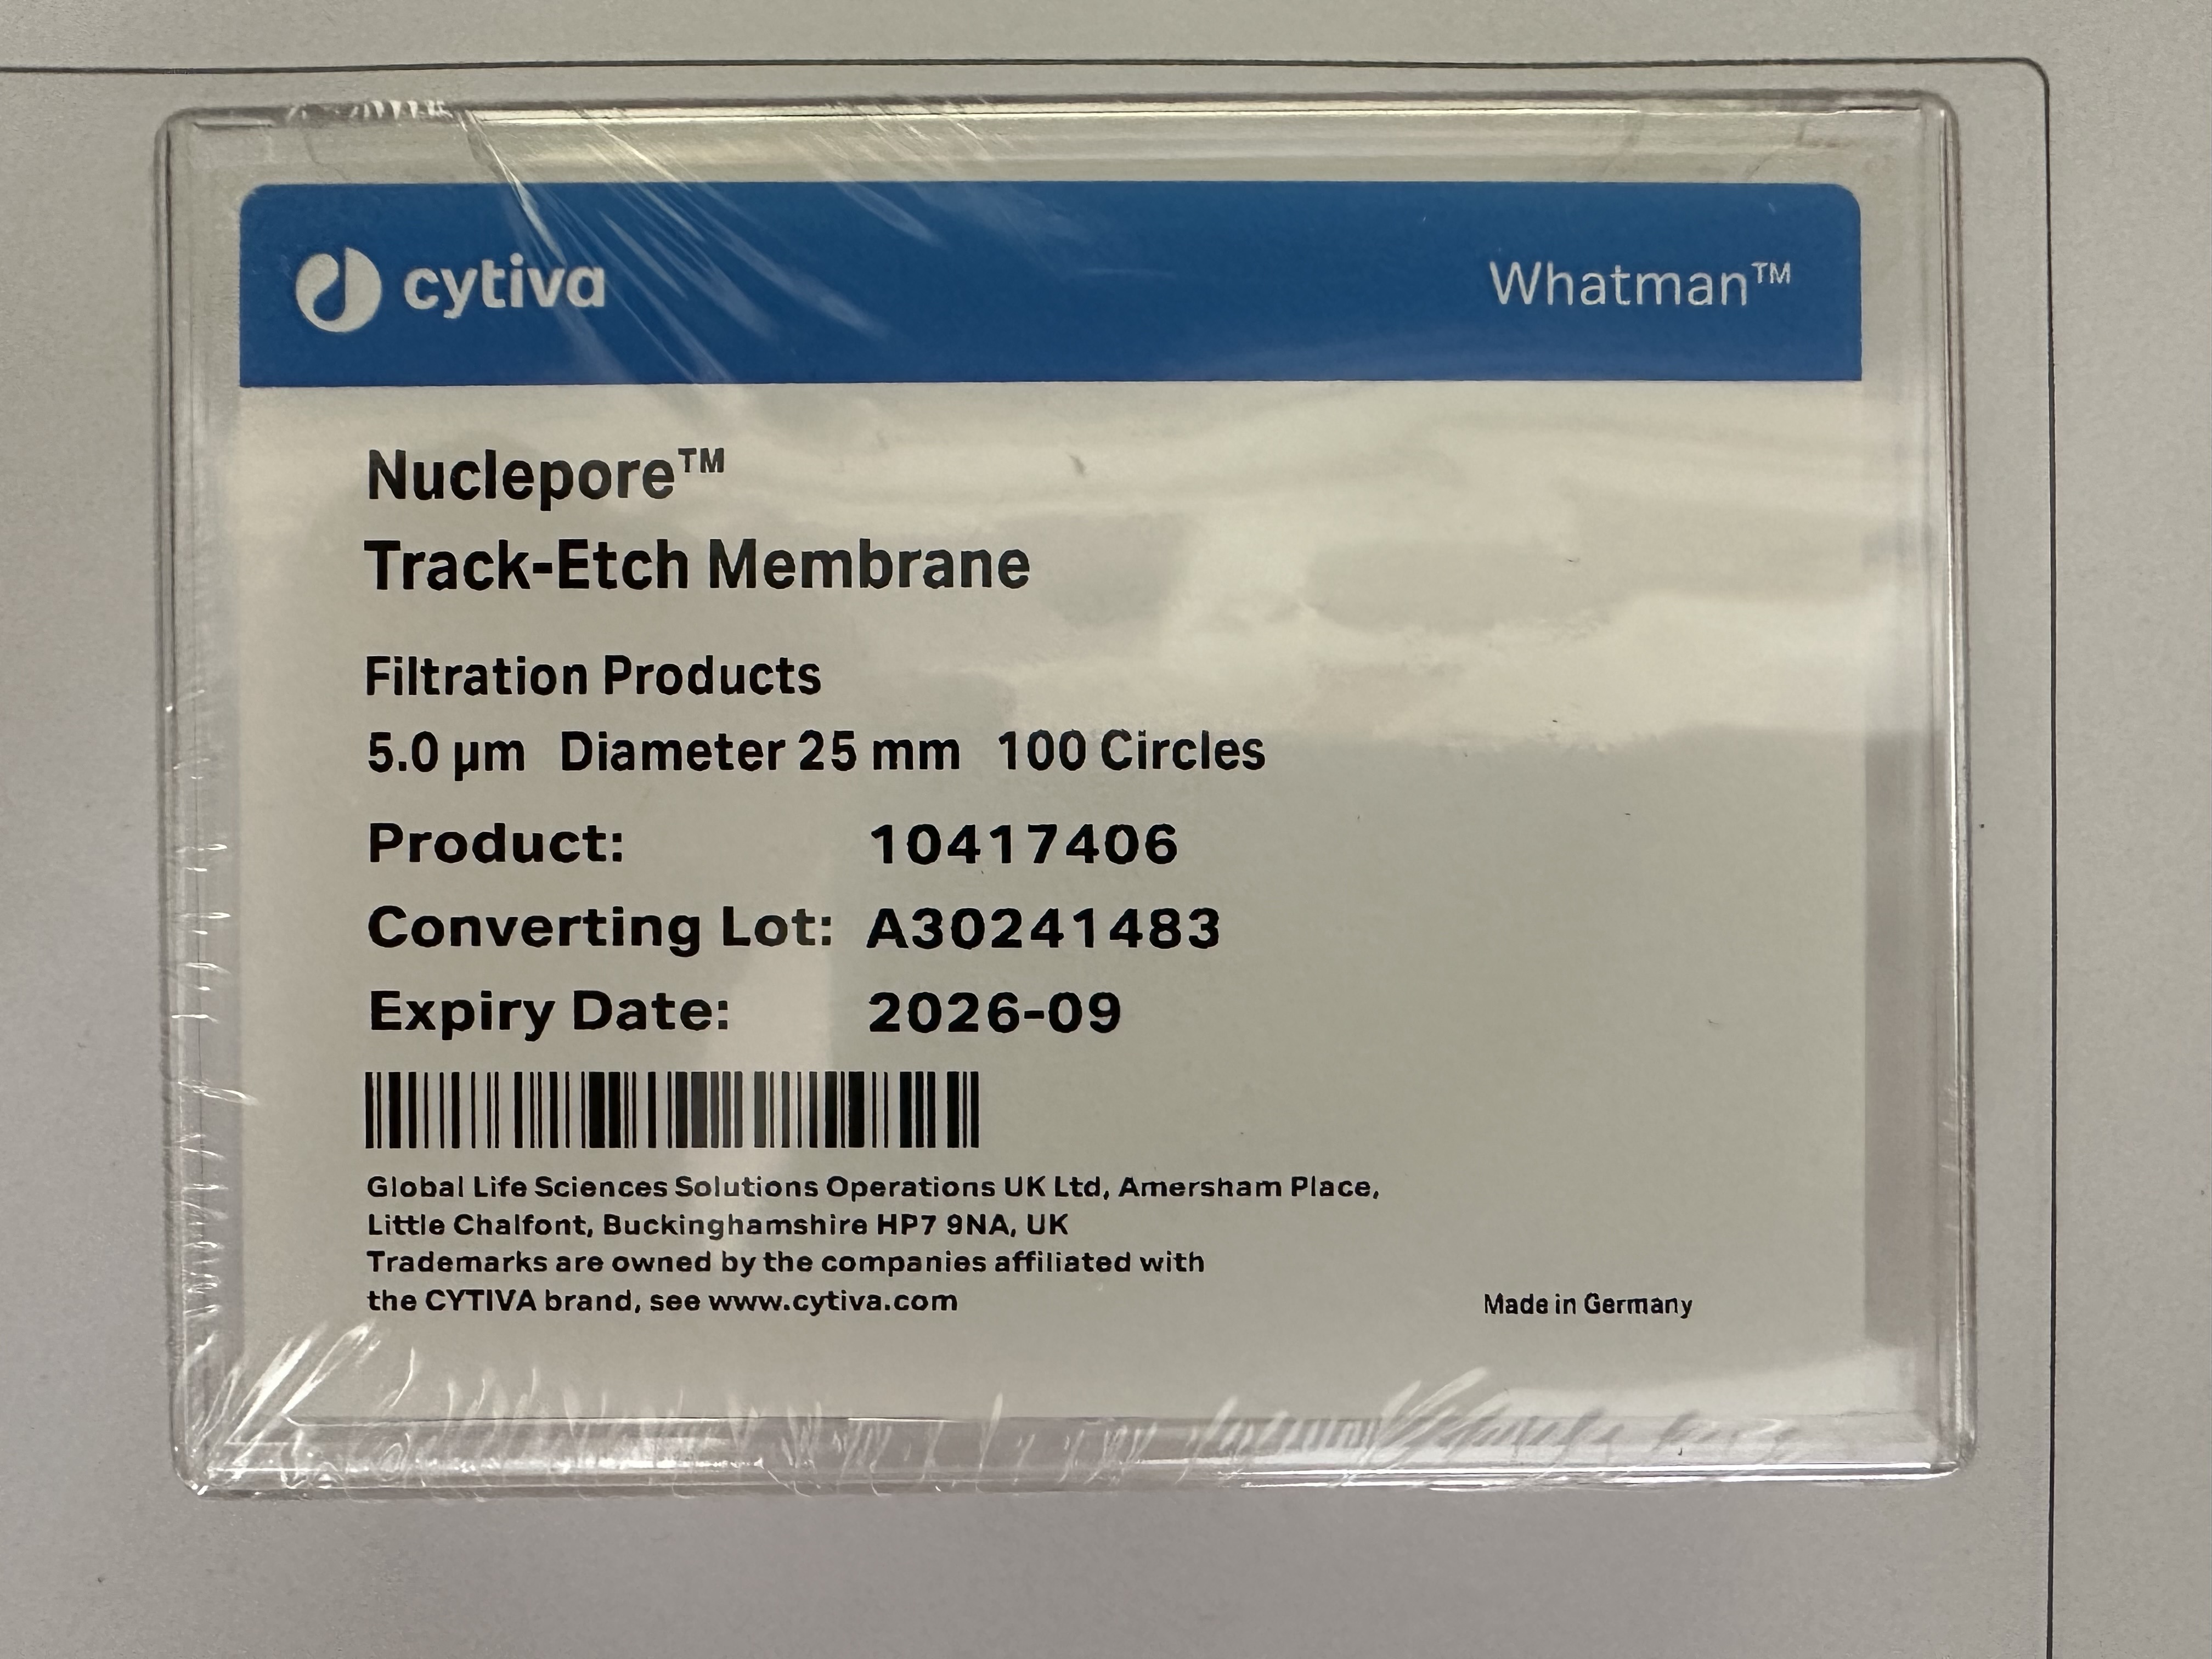 cytiva
Whatman™
Nuclepore™
Track-Etch Membrane
Filtration Products
5.0 µm Diameter 25 mm 100 Circles
Product: 10417406
Converting Lot: A30241483
Expiry Date: 2026-09
Global Life Sciences Solutions Operations UK Ltd, Amersham Place,
Little Chalfont, Buckinghamshire HP7 9NA, UK
Trademarks are owned by the companies affiliated with
the CYTIVA brand, see www.cytiva.com
Made in Germany